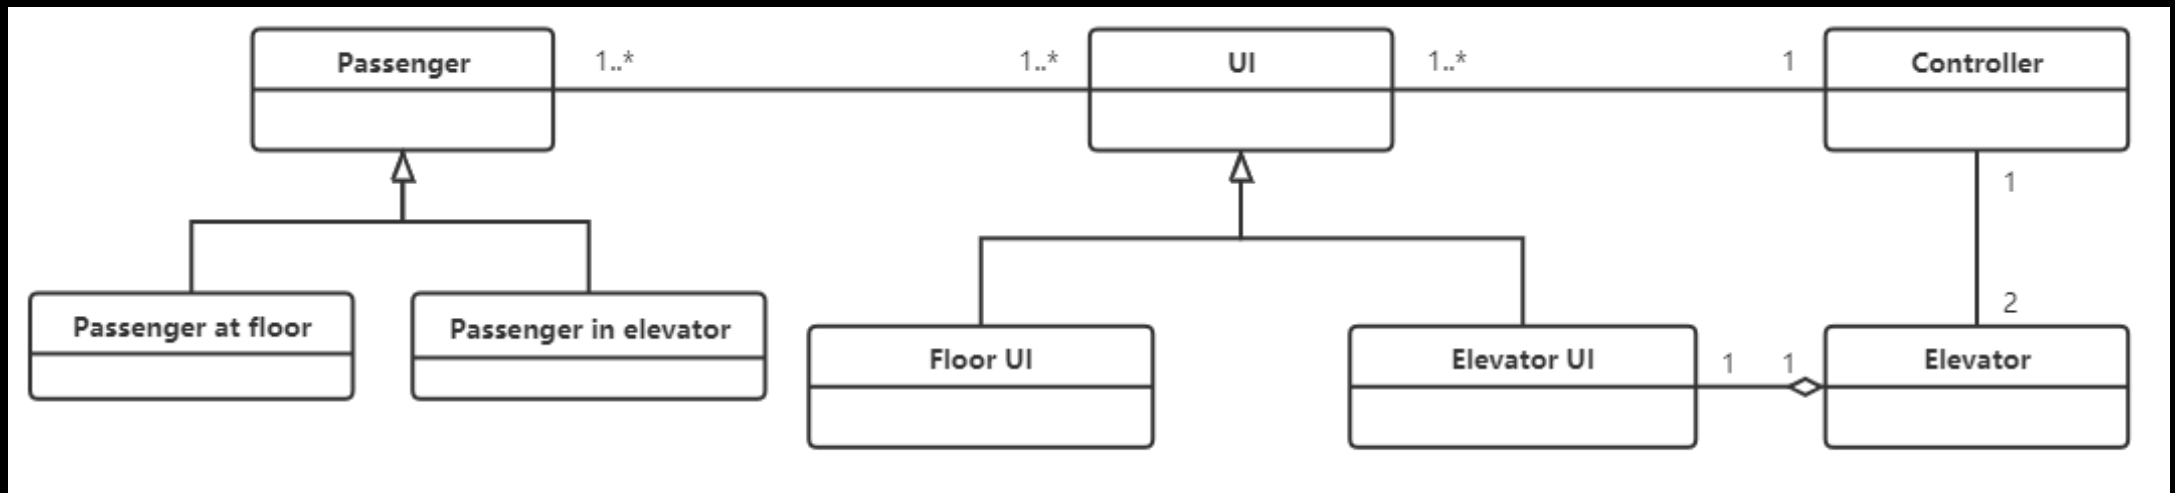 Passenger
1..*
1..*
UI
1..*
1
Controller
1
2
Passenger at floor
Passenger in elevator
Floor UI
Elevator UI
1
1
Elevator